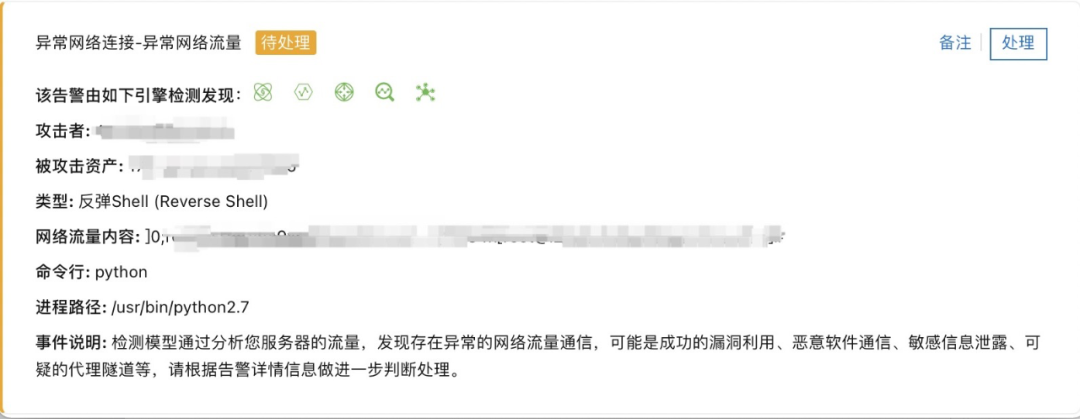 异常网络连接-异常网络流量 待处理 备注 处理
该告警由如下引擎检测发现：
攻击者:
被攻击资产:
类型: 反弹Shell (Reverse Shell)
网络流量内容: ]0;
命令行: python
进程路径: /usr/bin/python2.7
事件说明: 检测模型通过分析您服务器的流量，发现存在异常的网络流量通信，可能是成功的漏洞利用、恶意软件通信、敏感信息泄露、可
疑的代理隧道等，请根据告警详情信息做进一步判断处理。